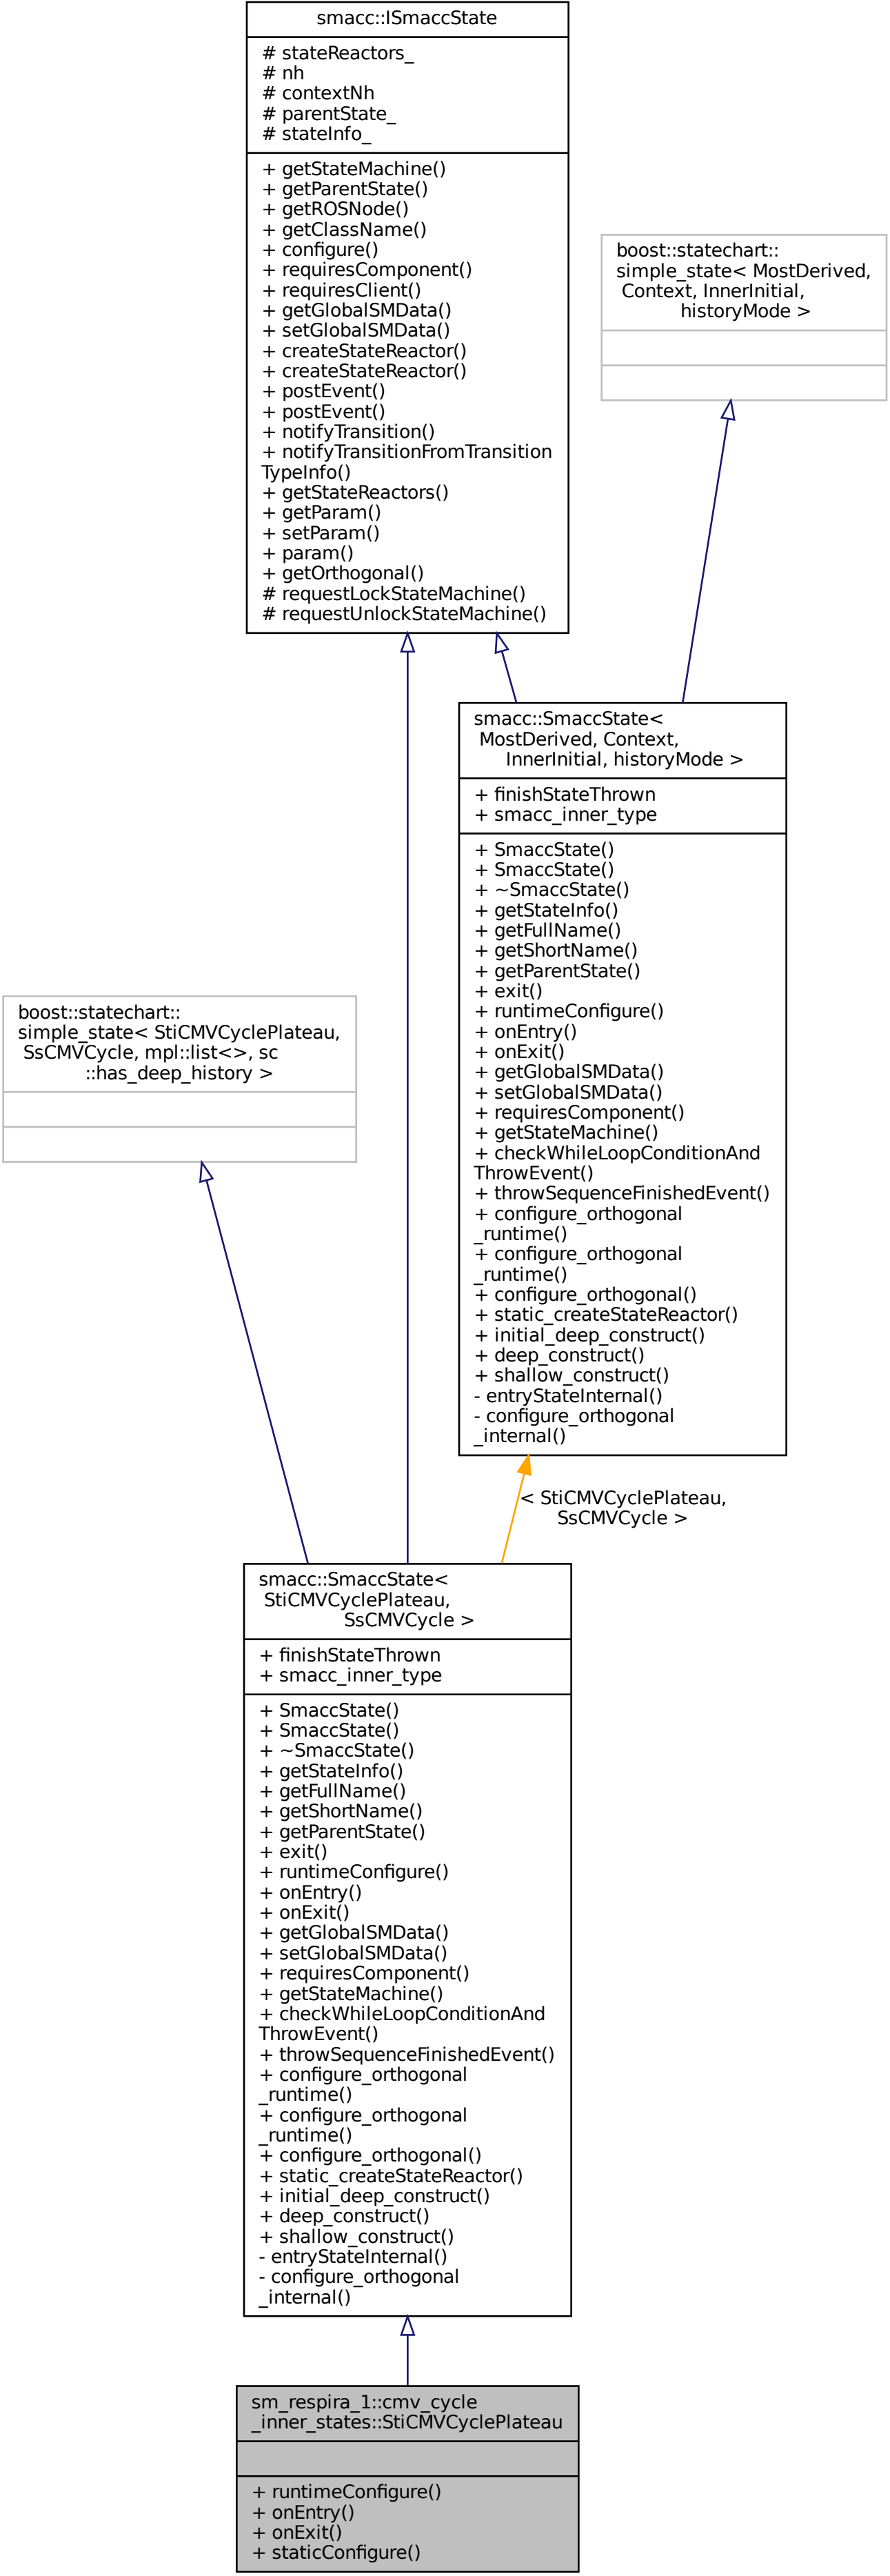 smacc::ISmaccState
# stateReactors_
# nh
# contextNh
# parentState_
# stateInfo_
+ getStateMachine()
+ getParentState()
+ getROSNode()
+ getClassName()
+ configure()
+ requiresComponent()
+ requiresClient()
+ getGlobalSMData()
+ setGlobalSMData()
+ createStateReactor()
+ createStateReactor()
+ postEvent()
+ postEvent()
+ notifyTransition()
+ notifyTransitionFromTransition
TypeInfo()
+ getStateReactors()
+ getParam()
+ setParam()
+ param()
+ getOrthogonal()
# requestLockStateMachine()
# requestUnlockStateMachine()
boost::statechart::
simple_state< MostDerived,
Context, InnerInitial,
historyMode >
smacc::SmaccState<
MostDerived, Context,
InnerInitial, historyMode >
+ finishStateThrown
+ smacc_inner_type
+ SmaccState()
+ SmaccState()
+ ~SmaccState()
+ getStateInfo()
+ getFullName()
+ getShortName()
+ getParentState()
+ exit()
+ runtimeConfigure()
+ onEntry()
+ onExit()
+ getGlobalSMData()
+ setGlobalSMData()
+ requiresComponent()
+ getStateMachine()
+ checkWhileLoopConditionAnd
ThrowEvent()
+ throwSequenceFinishedEvent()
+ configure_orthogonal
_runtime()
+ configure_orthogonal
_runtime()
+ configure_orthogonal()
+ static_createStateReactor()
+ initial_deep_construct()
+ deep_construct()
+ shallow_construct()
- entryStateInternal()
- configure_orthogonal
_internal()
boost::statechart::
simple_state< StiCMVCyclePlateau,
SsCMVCycle, mpl::list<>, sc
::has_deep_history >
< StiCMVCyclePlateau,
SsCMVCycle >
smacc::SmaccState<
StiCMVCyclePlateau,
SsCMVCycle >
+ finishStateThrown
+ smacc_inner_type
+ SmaccState()
+ SmaccState()
+ ~SmaccState()
+ getStateInfo()
+ getFullName()
+ getShortName()
+ getParentState()
+ exit()
+ runtimeConfigure()
+ onEntry()
+ onExit()
+ getGlobalSMData()
+ setGlobalSMData()
+ requiresComponent()
+ getStateMachine()
+ checkWhileLoopConditionAnd
ThrowEvent()
+ throwSequenceFinishedEvent()
+ configure_orthogonal
_runtime()
+ configure_orthogonal
_runtime()
+ configure_orthogonal()
+ static_createStateReactor()
+ initial_deep_construct()
+ deep_construct()
+ shallow_construct()
- entryStateInternal()
- configure_orthogonal
_internal()
sm_respira_1::cmv_cycle
_inner_states::StiCMVCyclePlateau
+ runtimeConfigure()
+ onEntry()
+ onExit()
+ staticConfigure()